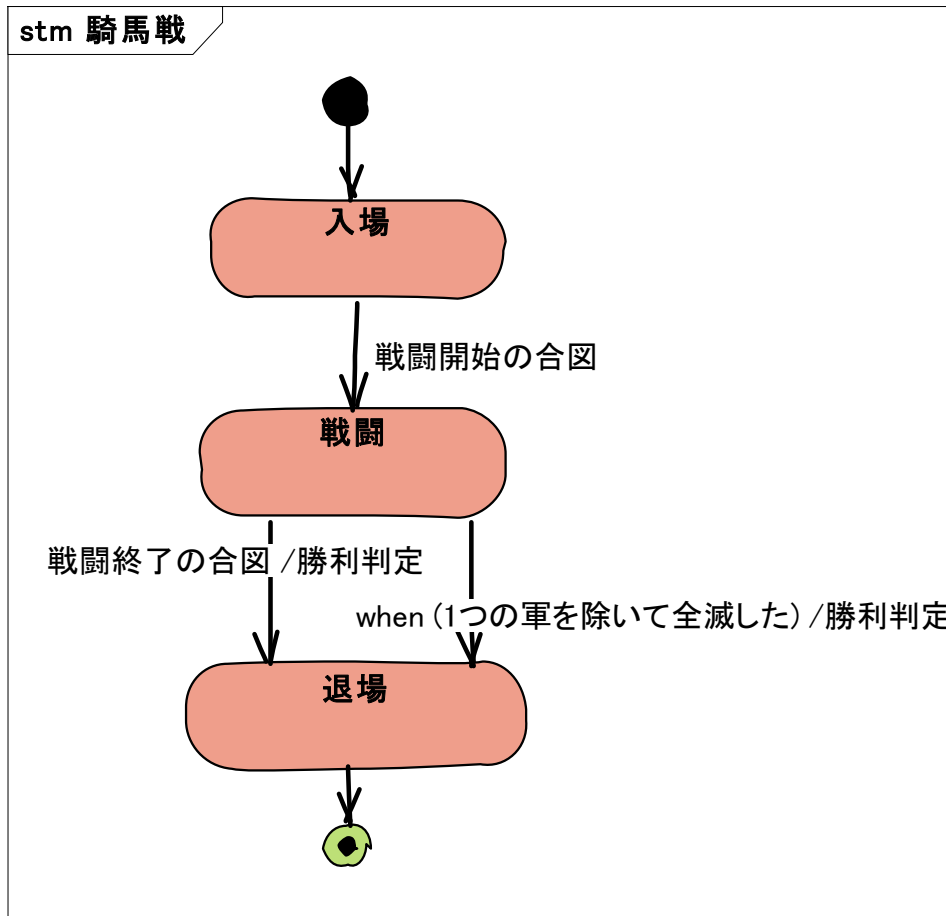 stm 騎馬戦
入場
戦闘開始の合図
戦闘
戦闘終了の合図 /勝利判定
when (1つの軍を除いて全滅した) /勝利判定
退場